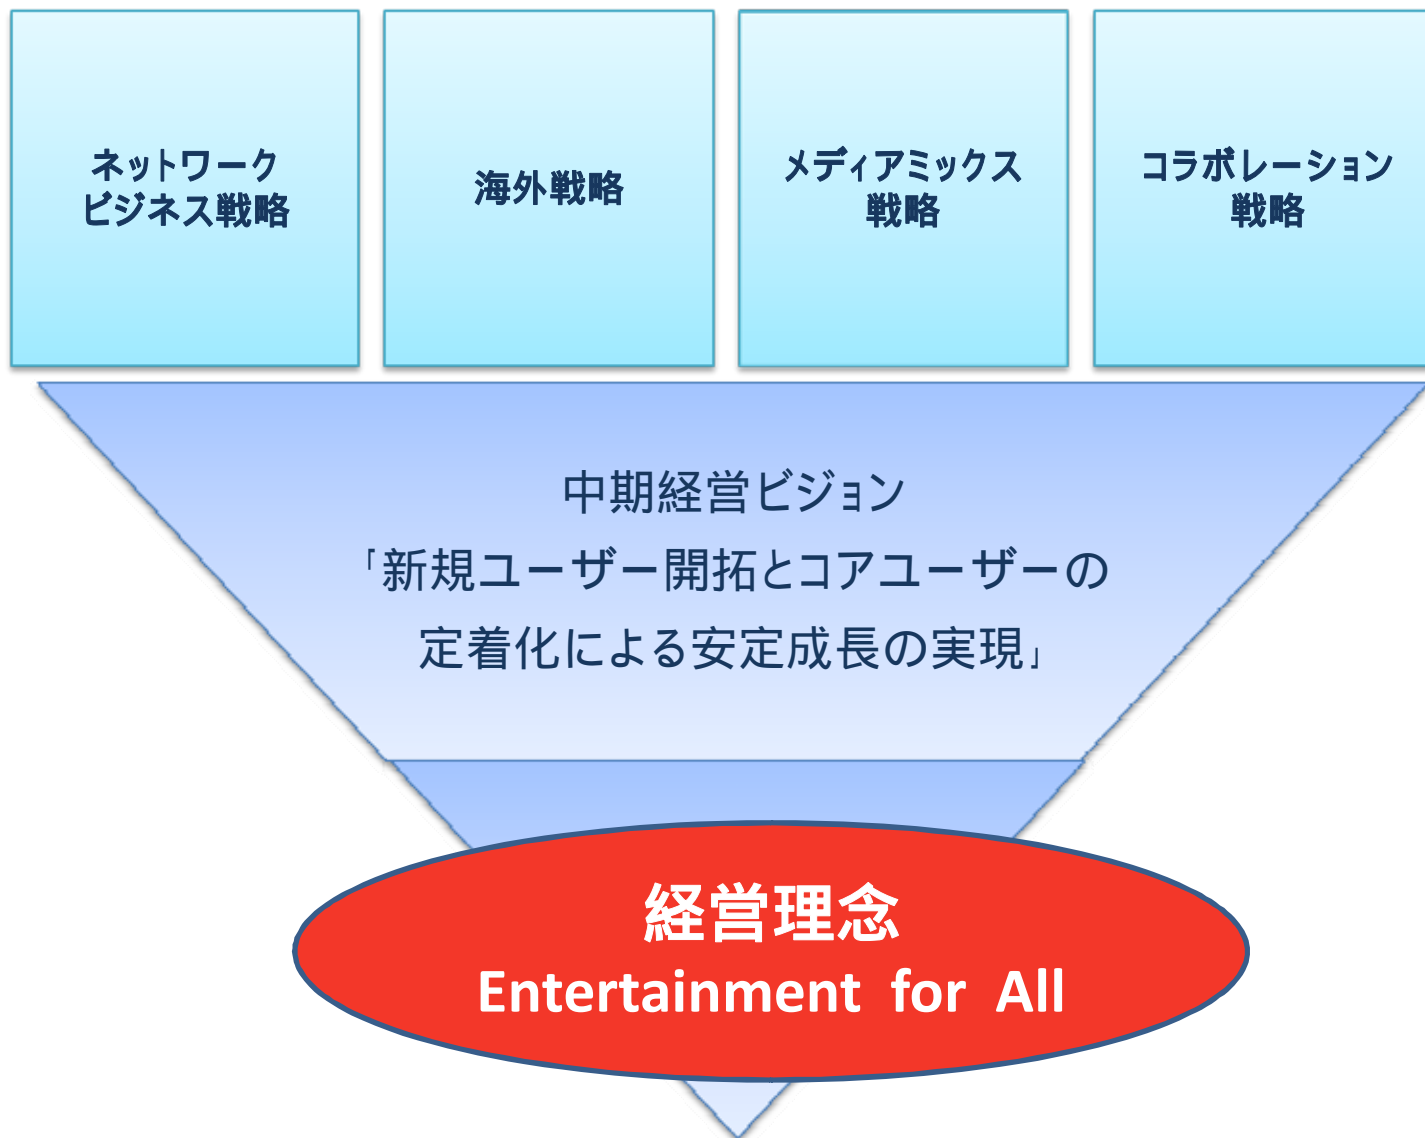 ネットワーク
ビジネス戦略
海外戦略
メディアミックス
戦略
コラボレーション
戦略
中期経営ビジョン
「新規ユーザー開拓とコアユーザーの
定着化による安定成長の実現」
経営理念
Entertainment for All